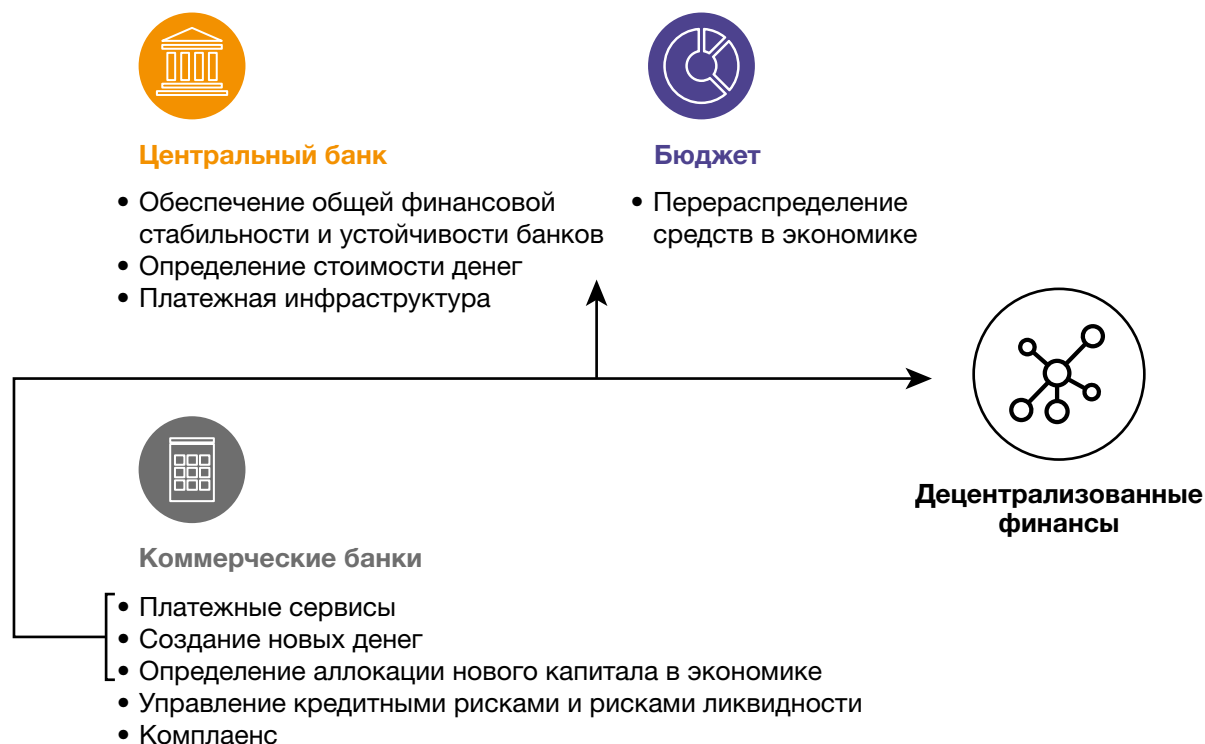 Центральный банк
• Обеспечение общей финансовой
стабильности и устойчивости банков
• Определение стоимости денег
• Платежная инфраструктура
Бюджет
• Перераспределение
средств в экономике
Децентрализованные
финансы
Коммерческие банки
• Платежные сервисы
• Создание новых денег
• Определение аллокации нового капитала в экономике
• Управление кредитными рисками и рисками ликвидности
• Комплаенс